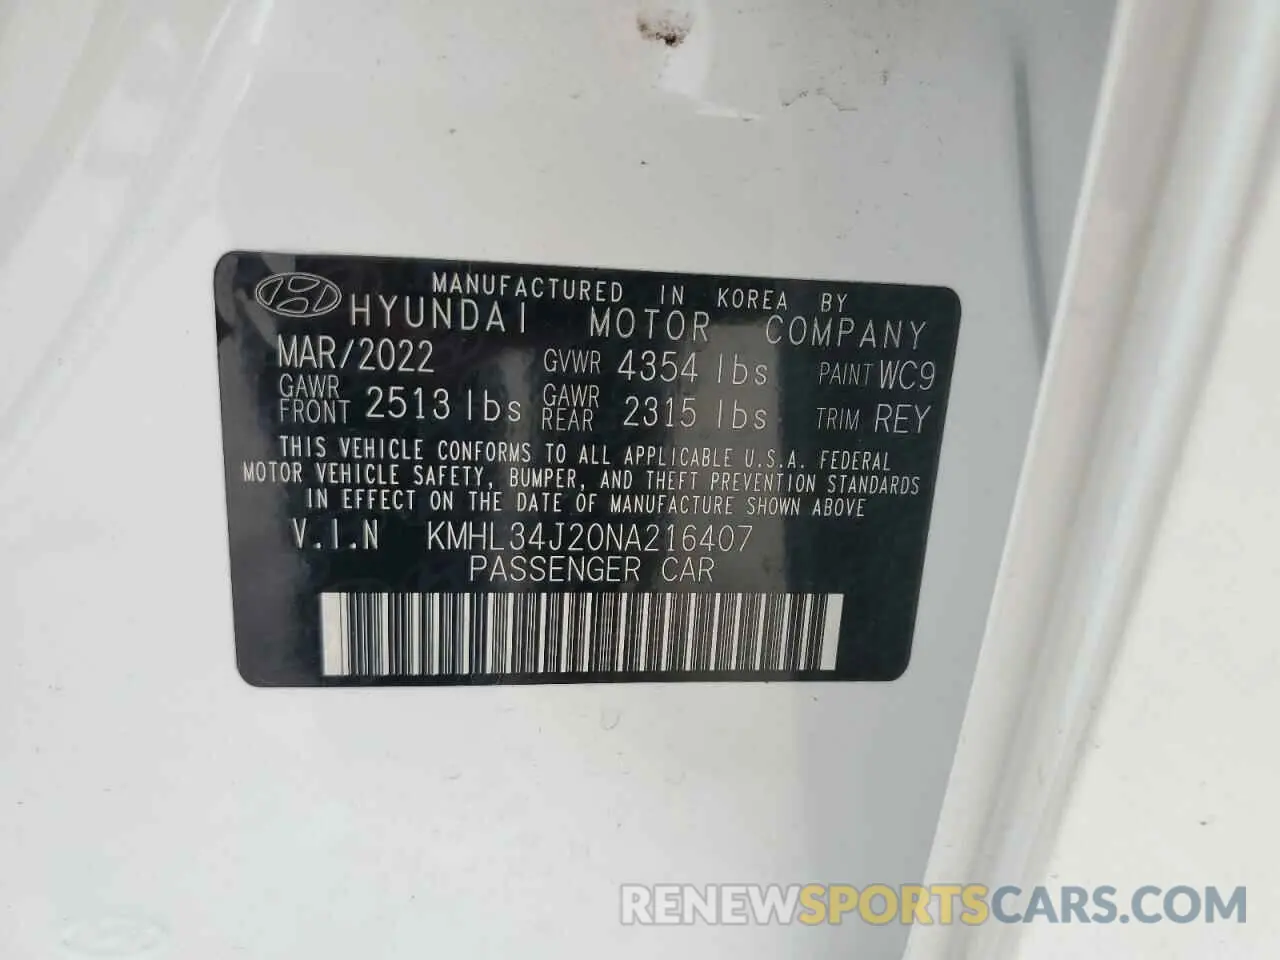 MANUFACTURED IN KOREA BY
HYUNDAI MOTOR COMPANY
MAR/2022 GVWR 4354 lbs PAINT WC9
GAWR FRONT 2513 lbs GAWR REAR 2315 lbs TRIM REY
THIS VEHICLE CONFORMS TO ALL APPLICABLE U.S.A. FEDERAL
MOTOR VEHICLE SAFETY, BUMPER, AND THEFT PREVENTION STANDARDS
IN EFFECT ON THE DATE OF MANUFACTURE SHOWN ABOVE
V.I.N KMHL34J20NA216407
PASSENGER CAR
RENEWSPORTSCARS.COM